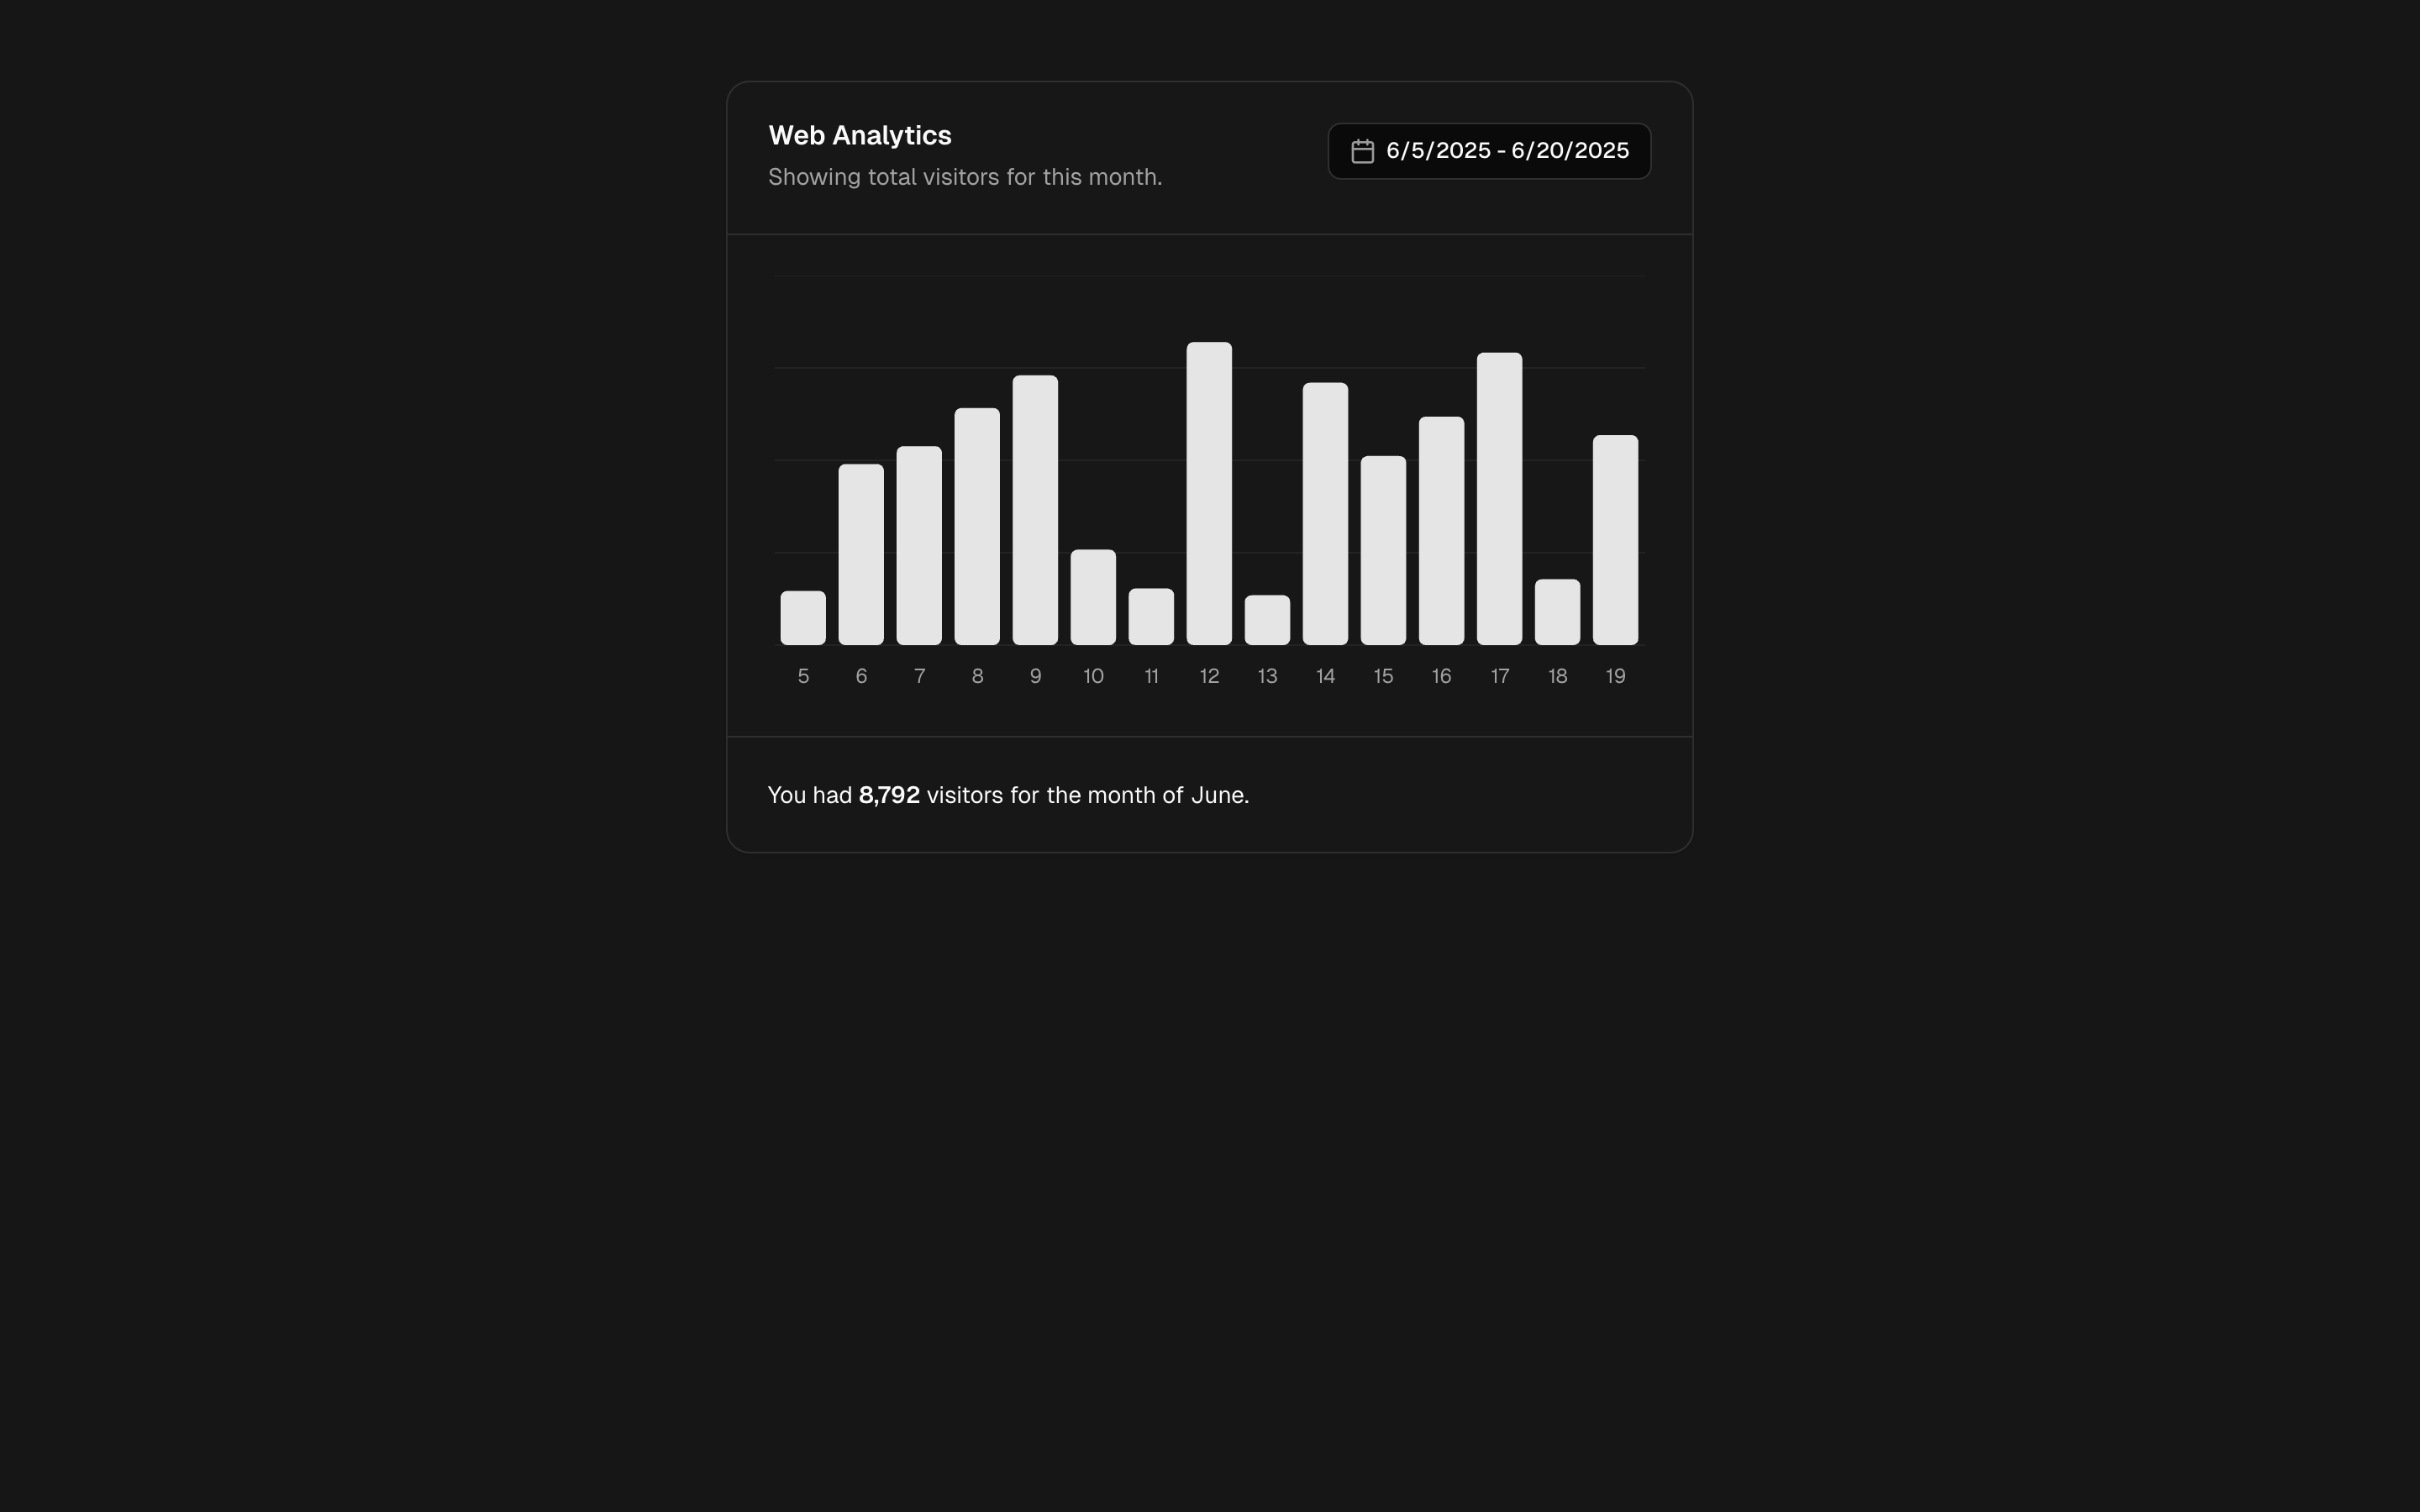 Web Analytics
Showing total visitors for this month.
6/5/2025 - 6/20/2025
5 6 7 8 9 10 11 12 13 14 15 16 17 18 19
You had 8,792 visitors for the month of June.